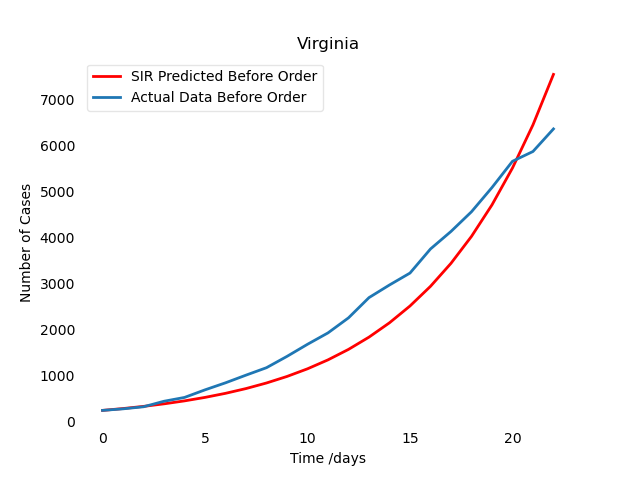 Virginia
SIR Predicted Before Order
Actual Data Before Order
Number of Cases
7000
6000
5000
4000
3000
2000
1000
0
0 5 10 15 20
Time /days